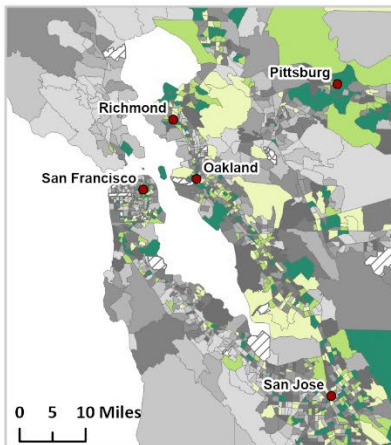 Pittsburg
Richmond
Oakland
San Francisco
San Jose
0 5 10 Miles